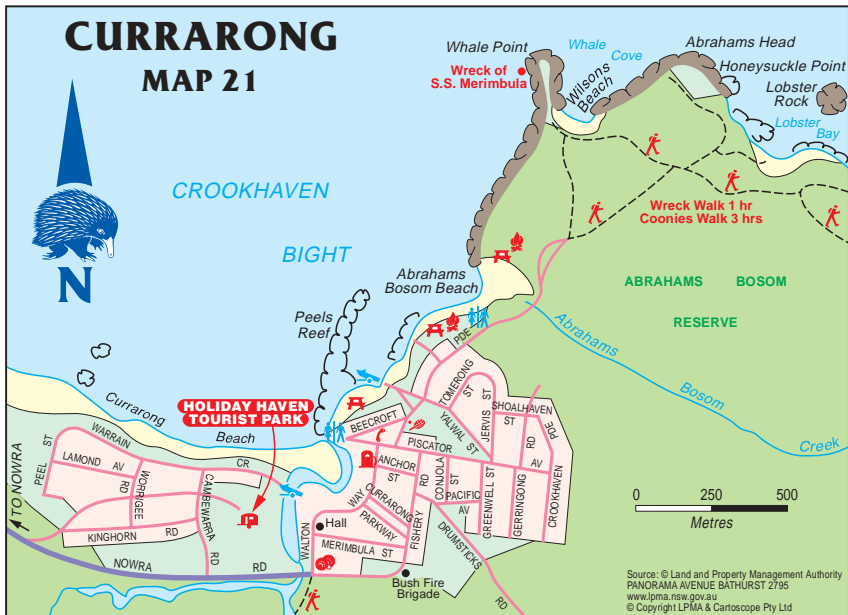 CURRARONG
MAP 21
Whale Point
Whale
Cove
Abrahams Head
Honeysuckle Point
Wreck of
S.S. Merimbula
Wilsons
Beach
Lobster
Rock
Lobster
Bay
CROOKHAVEN
BIGHT
N
Wreck Walk 1 hr
Coonies Walk 3 hrs
Abrahams
Bosom Beach
ABRAHAMS BOSOM
RESERVE
Peels
Reef
Abrahams
Bosom
Creek
PDE
TOMERONG
ST
Currarong
Beach
HOLIDAY HAVEN
TOURIST PARK
BEECROFT
YALWAL ST
JERVIS ST
SHOALHAVEN
ST
RD
PDE
PISCATOR
AV
TO NOWRA
PEEL ST
WARRAIN
CR
LAMOND AV
WORRIGEE
RD
CAMBEWARRA
RD
KINGHORN RD
NOWRA RD
ANCHOR
ST
WAY
WALTON
CURRARONG
PARKWAY
FISHERY
RD
CONJOLA
ST
PACIFIC
AV
GREENWELL ST
GERRINGONG
CROOKHAVEN
Hall
MERIMBULA ST
DRUMSTICKS
RD
Bush Fire
Brigade
0 250 500
Metres
Source: © Land and Property Management Authority
PANORAMA AVENUE BATHURST 2795
www.lpma.nsw.gov.au
© Copyright LPMA & Cartoscope Pty Ltd